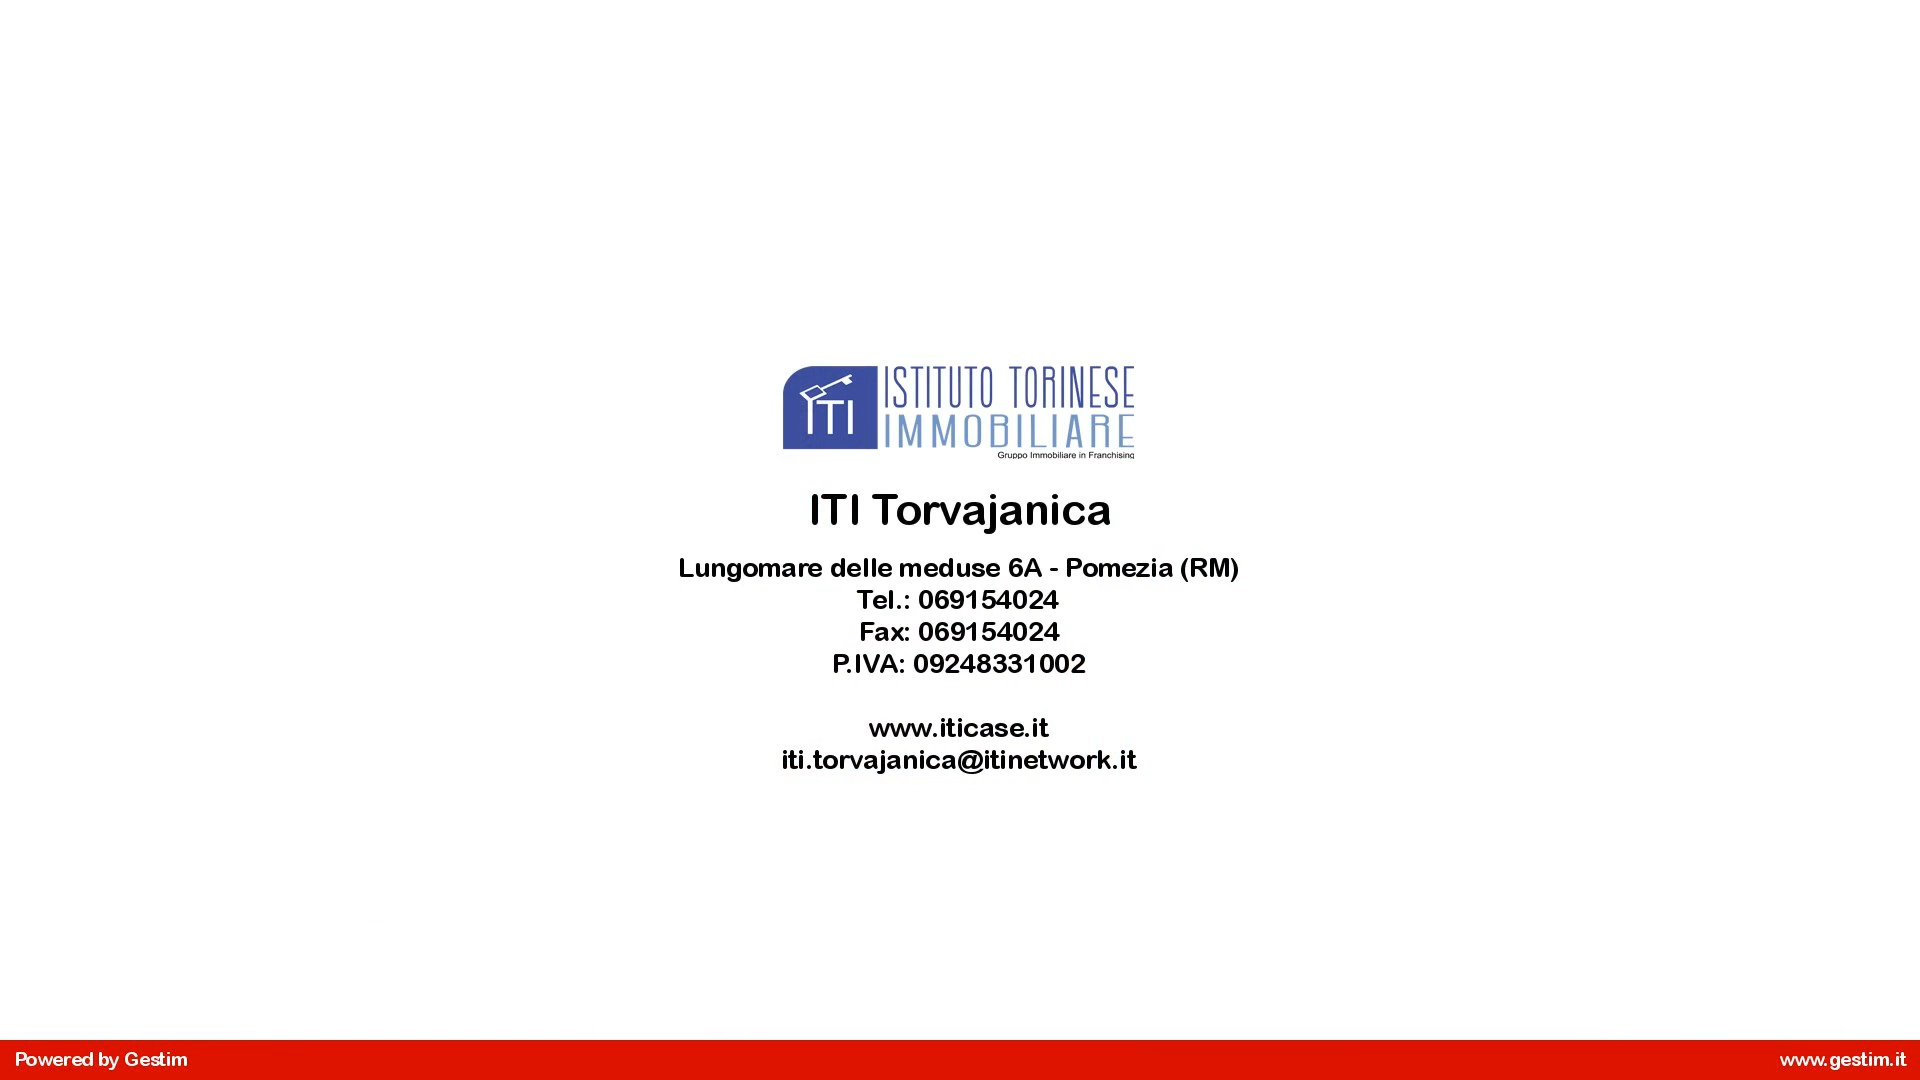 ITI
ISTITUTO TORINESE
IMMOBILIARE
Gruppo Immobiliare in Franchising
ITI Torvajanica
Lungomare delle meduse 6A - Pomezia (RM)
Tel.: 069154024
Fax: 069154024
P.IVA: 09248331002
www.iticase.it
iti.torvajanica@itinetwork.it
Powered by Gestim
www.gestim.it